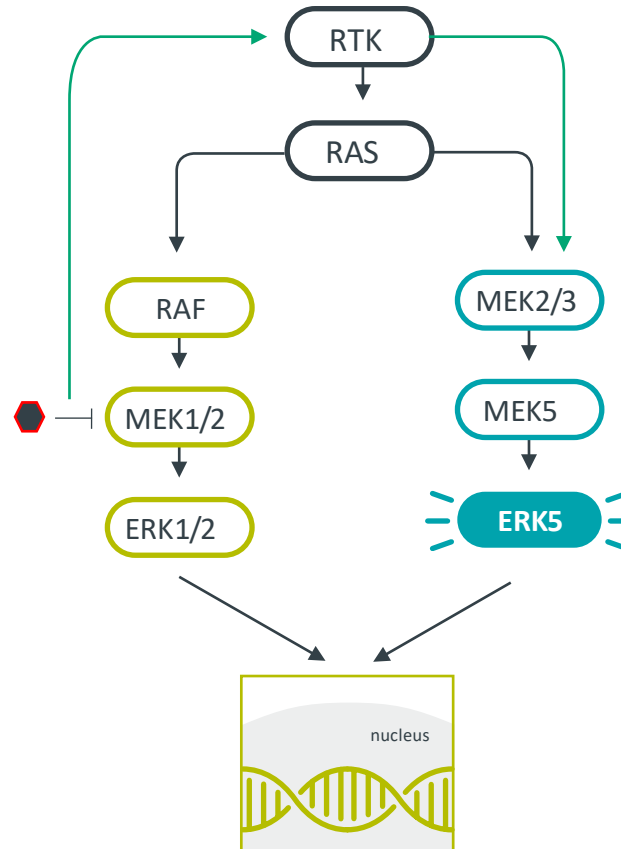 RTK
RAS
RAF
MEK2/3
MEK1/2
MEK5
ERK1/2
ERK5
nucleus